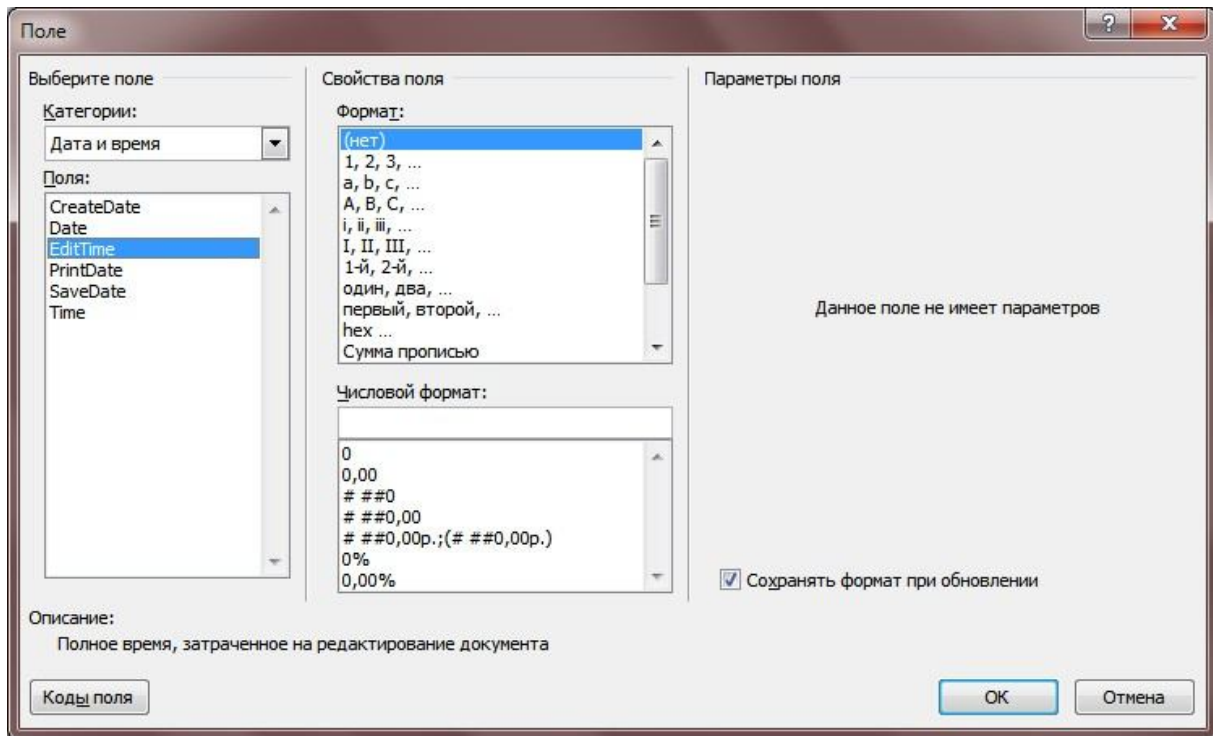 Поле
Выберите поле
Категории:
Дата и время
Поля:
CreateDate
Date
EditTime
PrintDate
SaveDate
Time
Свойства поля
Формат:
(нет)
1, 2, 3, ...
a, b, c, ...
A, B, C, ...
i, ii, iii, ...
I, II, III, ...
1-й, 2-й, ...
один, два, ...
первый, второй, ...
hex ...
Сумма прописью
Числовой формат:
0
0,00
# ##0
# ##0,00
# ##0,00р.;(# ##0,00р.)
0%
0,00%
Параметры поля
Данное поле не имеет параметров
Сохранять формат при обновлении
Описание:
Полное время, затраченное на редактирование документа
Коды поля
ОК
Отмена